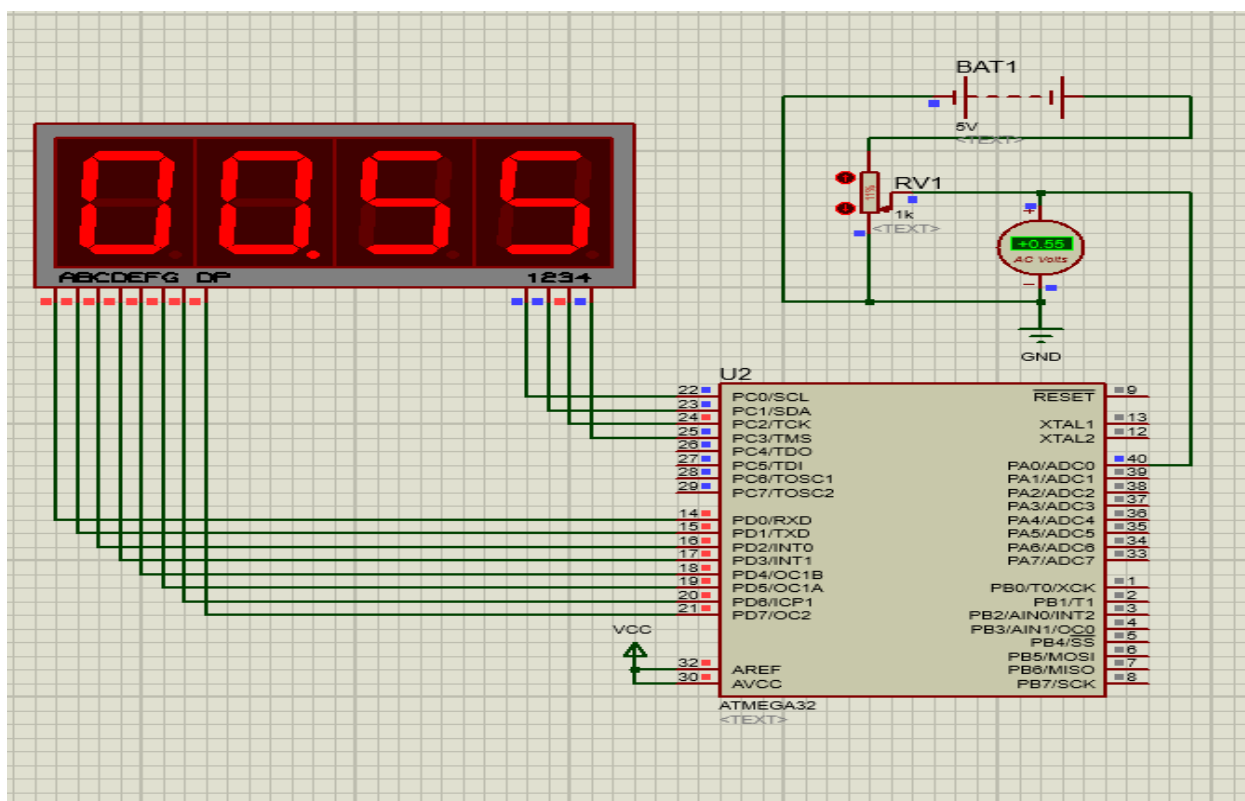 BAT1
5V
<TEXT>
00.55
ABCDEFG DP
1234
11%
RV1
1k
<TEXT>
+0.55
AC Volts
+
−
GND
U2
22 PC0/SCL
23 PC1/SDA
24 PC2/TCK
25 PC3/TMS
26 PC4/TDO
27 PC5/TDI
28 PC6/TOSC1
29 PC7/TOSC2
14 PD0/RXD
15 PD1/TXD
16 PD2/INT0
17 PD3/INT1
18 PD4/OC1B
19 PD5/OC1A
20 PD6/ICP1
21 PD7/OC2
VCC
32 AREF
30 AVCC
RESET 9
XTAL1 13
XTAL2 12
PA0/ADC0 40
PA1/ADC1 39
PA2/ADC2 38
PA3/ADC3 37
PA4/ADC4 36
PA5/ADC5 35
PA6/ADC6 34
PA7/ADC7 33
PB0/T0/XCK 1
PB1/T1 2
PB2/AIN0/INT2 3
PB3/AIN1/OC0 4
PB4/SS 5
PB5/MOSI 6
PB6/MISO 7
PB7/SCK 8
ATMEGA32
<TEXT>